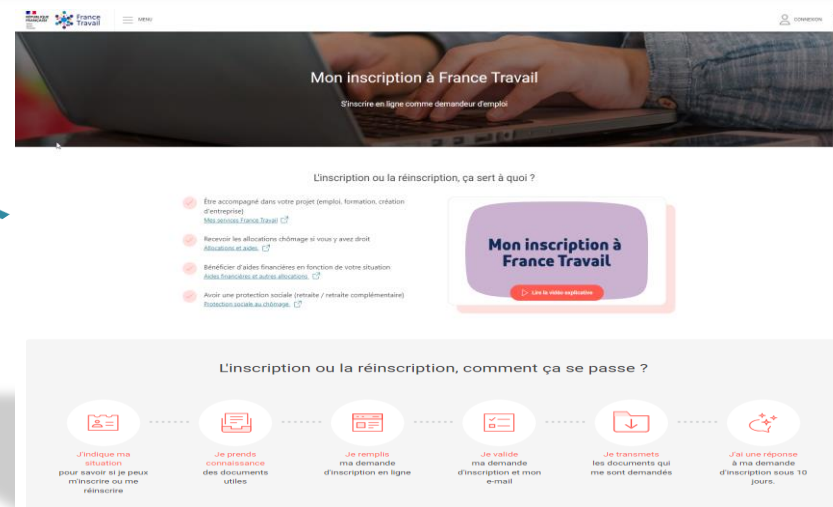 RÉPUBLIQUE
FRANÇAISE
France
Travail
MENU
CONNEXION
Mon inscription à France Travail
S'inscrire en ligne comme demandeur d'emploi
L'inscription ou la réinscription, ça sert à quoi ?
Être accompagné dans votre projet (emploi, formation, création
d'entreprise)
Mes services France Travail
Recevoir les allocations chômage si vous y avez droit
Allocations et aides
Bénéficier d'aides financières en fonction de votre situation
Aides financières et autres allocations
Avoir une protection sociale (retraite / retraite complémentaire)
Protection sociale au chômage
Mon inscription à
France Travail
Lire la vidéo explicative
L'inscription ou la réinscription, comment ça se passe ?
J'indique ma
situation
pour savoir si je peux
m'inscrire ou me
réinscrire
Je prends
connaissance
des documents
utiles
Je remplis
ma demande
d'inscription en ligne
Je valide
ma demande
d'inscription et mon
e-mail
Je transmets
les documents qui
me sont demandés
J'ai une réponse
à ma demande
d'inscription sous 10
jours.